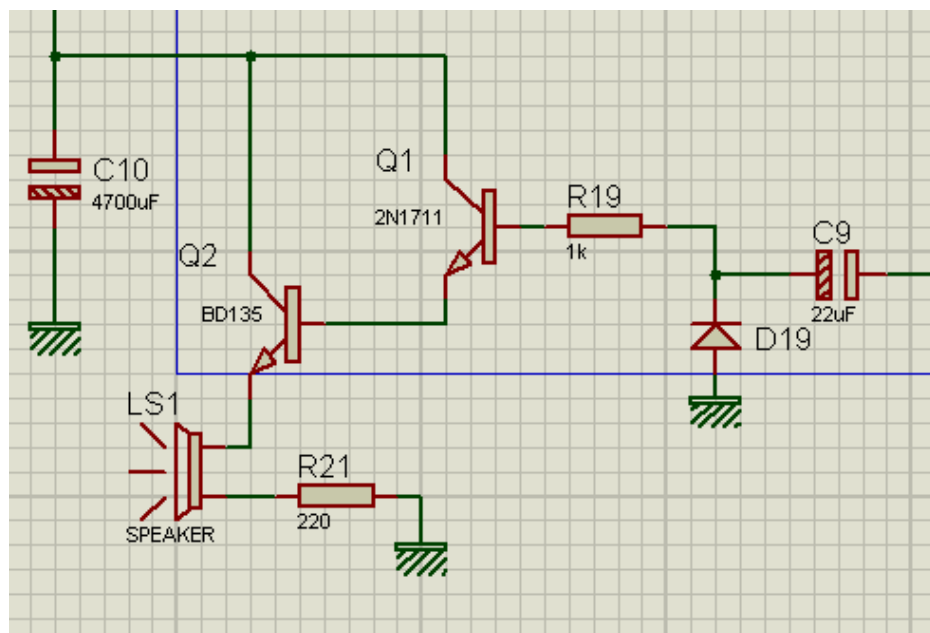 Q1
C10
4700uF
R19
2N1711
1k
C9
Q2
22uF
BD135
D19
LS1
R21
220
SPEAKER